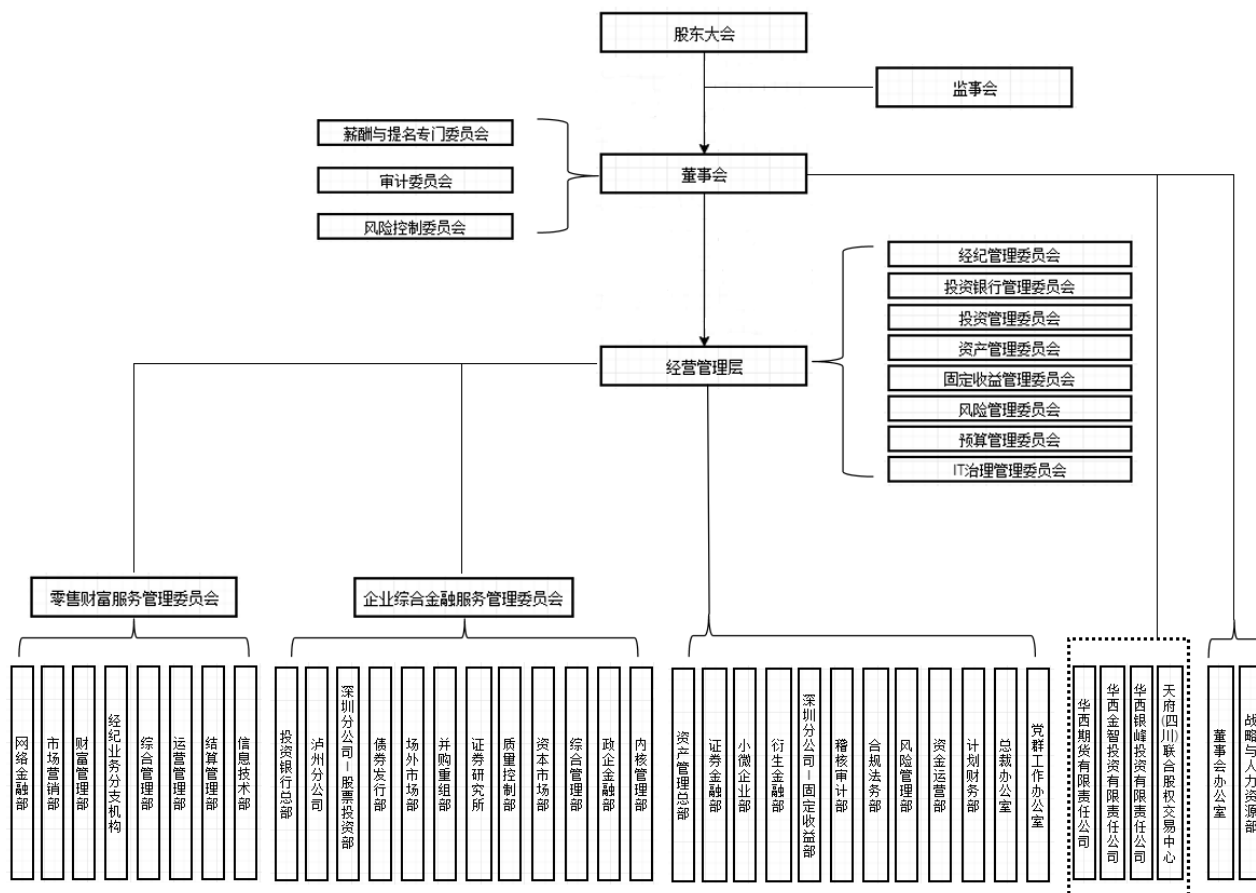 股东大会
监事会
薪酬与提名专门委员会
审计委员会
风险控制委员会
董事会
经纪管理委员会
投资银行管理委员会
投资管理委员会
资产管理委员会
固定收益管理委员会
风险管理委员会
预算管理委员会
IT治理管理委员会
经营管理层
零售财富服务管理委员会
企业综合金融服务管理委员会
网络金融部
市场营销部
财富管理部
经纪业务分支机构
综合管理部
运营管理部
结算管理部
信息技术部
投资银行总部
泸州分公司
深圳分公司－股票投资部
债券发行部
场外市场部
并购重组部
证券研究所
质量控制部
资本市场部
综合管理部
政企金融部
内核管理部
资产管理总部
证券金融部
小微企业部
衍生金融部
深圳分公司－固定收益部
稽核审计部
合规法务部
风险管理部
资金运营部
计划财务部
总裁办公室
党群工作办公室
华西期货有限责任公司
华西金智投资有限责任公司
华西银峰投资有限责任公司
天府(四川)联合股权交易中心
董事会办公室
战略与人力资源部